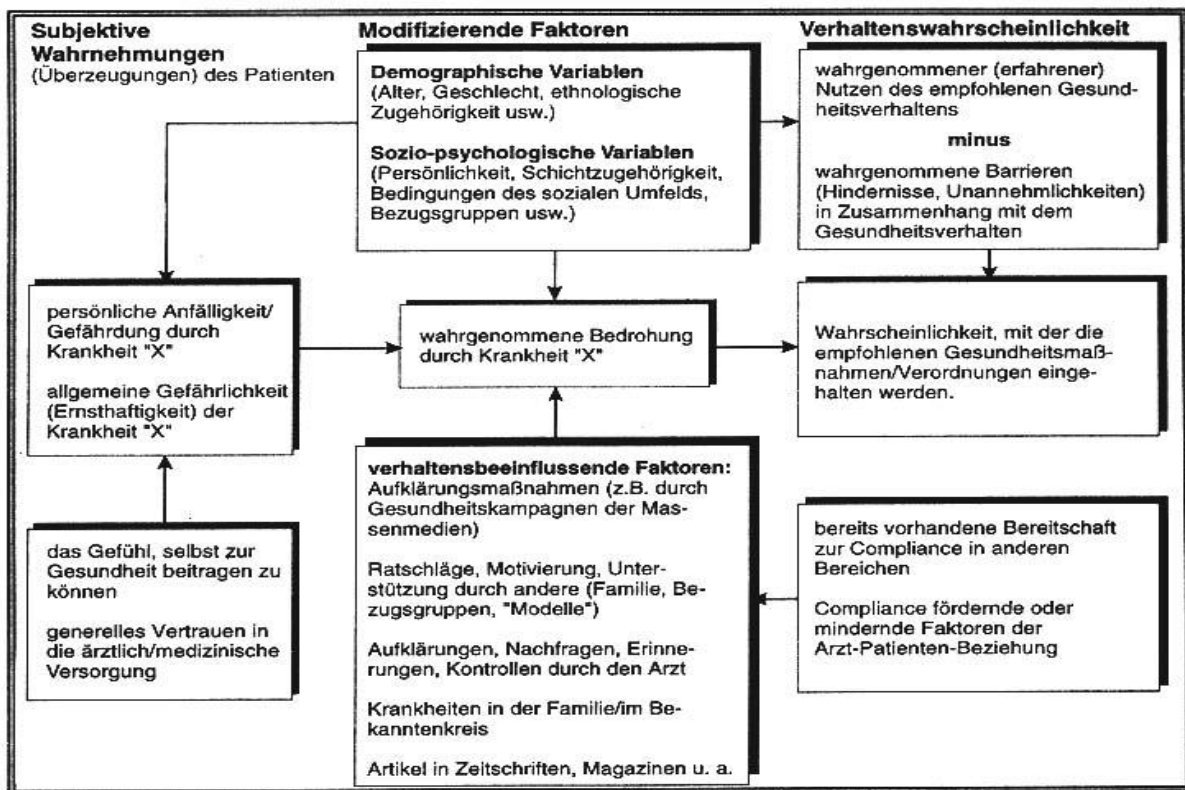 Subjektive
Wahrnehmungen
(Überzeugungen) des Patienten
Modifizierende Faktoren
Demographische Variablen
(Alter, Geschlecht, ethnologische
Zugehörigkeit usw.)
Sozio-psychologische Variablen
(Persönlichkeit, Schichtzugehörigkeit,
Bedingungen des sozialen Umfelds,
Bezugsgruppen usw.)
Verhaltenswahrscheinlichkeit
wahrgenommener (erfahrener)
Nutzen des empfohlenen Gesund-
heitsverhaltens
minus
wahrgenommene Barrieren
(Hindernisse, Unannehmlichkeiten)
in Zusammenhang mit dem
Gesundheitsverhalten
persönliche Anfälligkeit/
Gefährdung durch
Krankheit "X"
allgemeine Gefährlichkeit
(Ernsthaftigkeit) der
Krankheit "X"
wahrgenommene Bedrohung
durch Krankheit "X"
Wahrscheinlichkeit, mit der die
empfohlenen Gesundheitsmaß-
nahmen/Verordnungen einge-
halten werden.
das Gefühl, selbst zur
Gesundheit beitragen zu
können
generelles Vertrauen in
die ärztlich/medizinische
Versorgung
verhaltensbeeinflussende Faktoren:
Aufklärungsmaßnahmen (z.B. durch
Gesundheitskampagnen der Mas-
senmedien)
Ratschläge, Motivierung, Unter-
stützung durch andere (Familie, Be-
zugsgruppen, "Modelle")
Aufklärungen, Nachfragen, Erinne-
rungen, Kontrollen durch den Arzt
Krankheiten in der Familie/im Be-
kanntenkreis
Artikel in Zeitschriften, Magazinen u. a.
bereits vorhandene Bereitschaft
zur Compliance in anderen
Bereichen
Compliance fördernde oder
mindernde Faktoren der
Arzt-Patienten-Beziehung